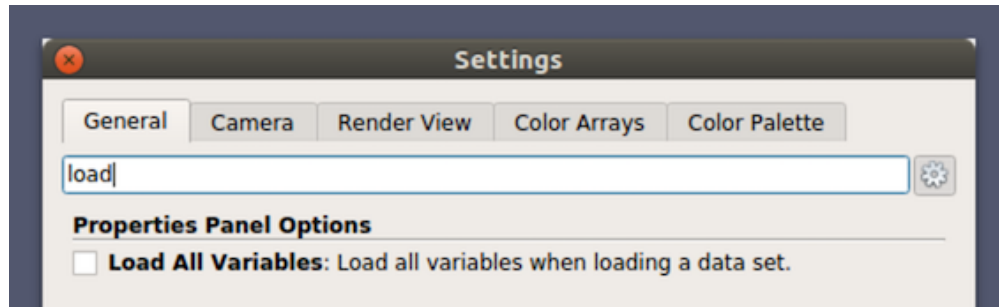 Settings
General Camera Render View Color Arrays Color Palette
load
Properties Panel Options
Load All Variables: Load all variables when loading a data set.